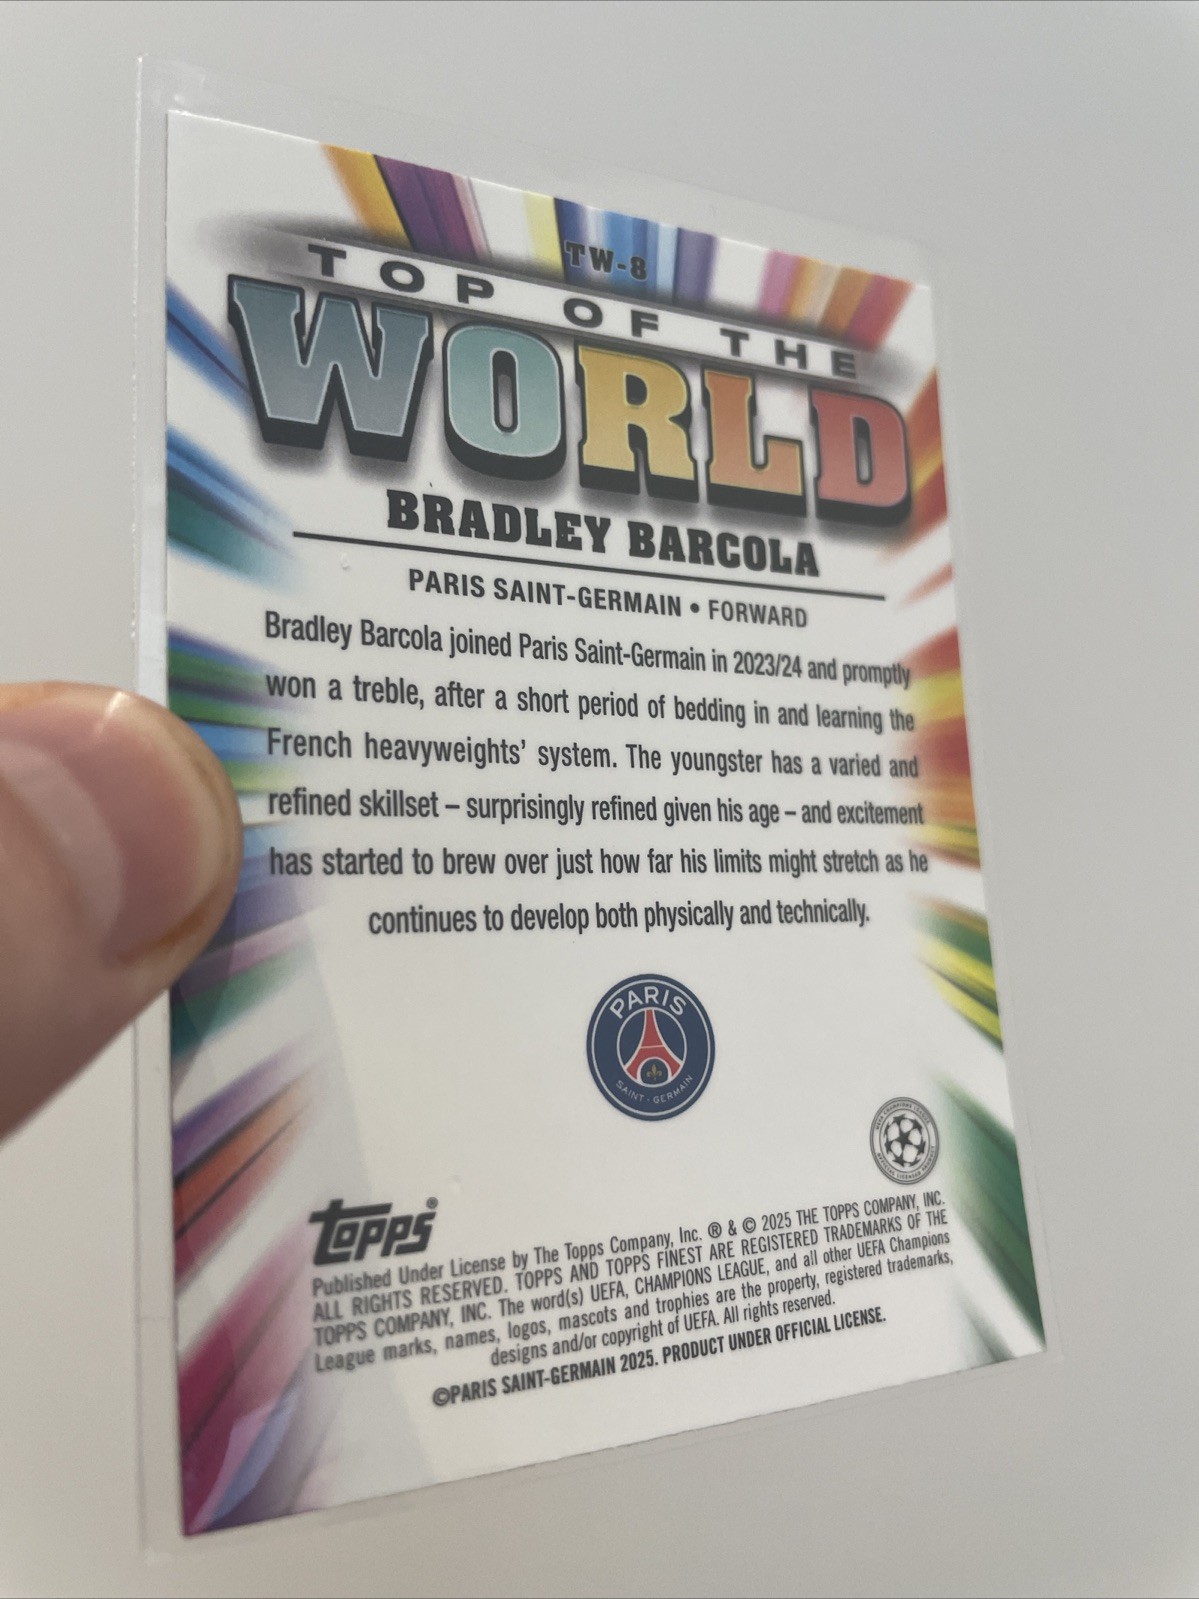 TW-8
TOP OF THE
WORLD
BRADLEY BARCOLA
PARIS SAINT-GERMAIN • FORWARD
Bradley Barcola joined Paris Saint-Germain in 2023/24 and promptly
won a treble, after a short period of bedding in and learning the
French heavyweights’ system. The youngster has a varied and
refined skillset – surprisingly refined given his age – and excitement
has started to brew over just how far his limits might stretch as he
continues to develop both physically and technically.
PARIS
SAINT-GERMAIN
topps®
Published Under License by The Topps Company, Inc. ® & © 2025 THE TOPPS COMPANY, INC.
ALL RIGHTS RESERVED. TOPPS AND TOPPS FINEST ARE REGISTERED TRADEMARKS OF THE
TOPPS COMPANY, INC. The word(s) UEFA, CHAMPIONS LEAGUE, and all other UEFA Champions
League marks, names, logos, mascots and trophies are the property, registered trademarks,
designs and/or copyright of UEFA. All rights reserved.
©PARIS SAINT-GERMAIN 2025. PRODUCT UNDER OFFICIAL LICENSE.